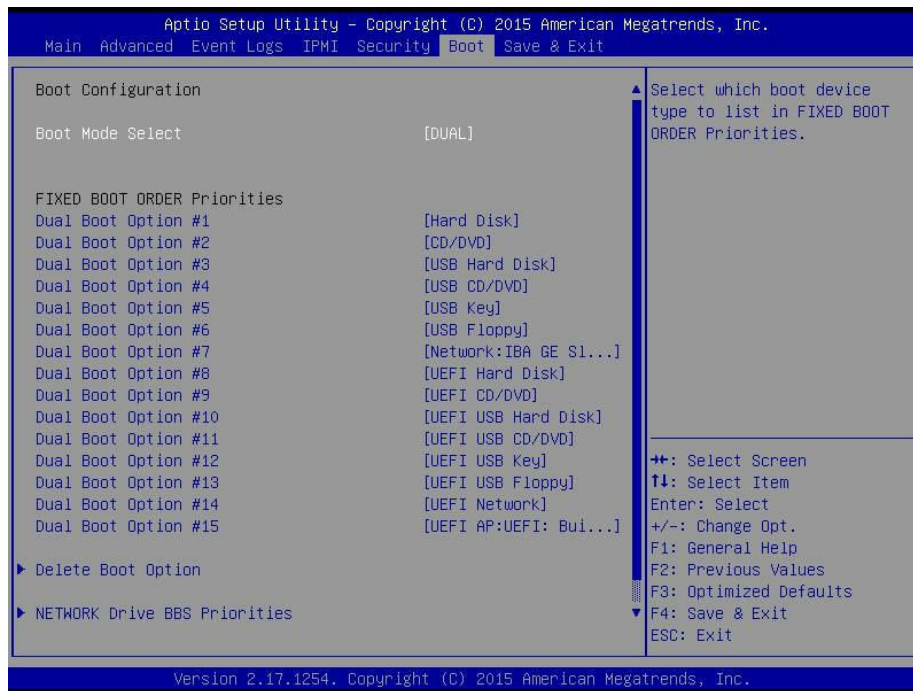 Aptio Setup Utility – Copyright (C) 2015 American Megatrends, Inc.
Main Advanced Event Logs IPMI Security Boot Save & Exit
Boot Configuration
Boot Mode Select [DUAL]
FIXED BOOT ORDER Priorities
Dual Boot Option #1 [Hard Disk]
Dual Boot Option #2 [CD/DVD]
Dual Boot Option #3 [USB Hard Disk]
Dual Boot Option #4 [USB CD/DVD]
Dual Boot Option #5 [USB Key]
Dual Boot Option #6 [USB Floppy]
Dual Boot Option #7 [Network:IBA GE Sl...]
Dual Boot Option #8 [UEFI Hard Disk]
Dual Boot Option #9 [UEFI CD/DVD]
Dual Boot Option #10 [UEFI USB Hard Disk]
Dual Boot Option #11 [UEFI USB CD/DVD]
Dual Boot Option #12 [UEFI USB Key]
Dual Boot Option #13 [UEFI USB Floppy]
Dual Boot Option #14 [UEFI Network]
Dual Boot Option #15 [UEFI AP:UEFI: Bui...]
Delete Boot Option
NETWORK Drive BBS Priorities
Select which boot device
type to list in FIXED BOOT
ORDER Priorities.
→←: Select Screen
↑↓: Select Item
Enter: Select
+/-: Change Opt.
F1: General Help
F2: Previous Values
F3: Optimized Defaults
F4: Save & Exit
ESC: Exit
Version 2.17.1254. Copyright (C) 2015 American Megatrends, Inc.